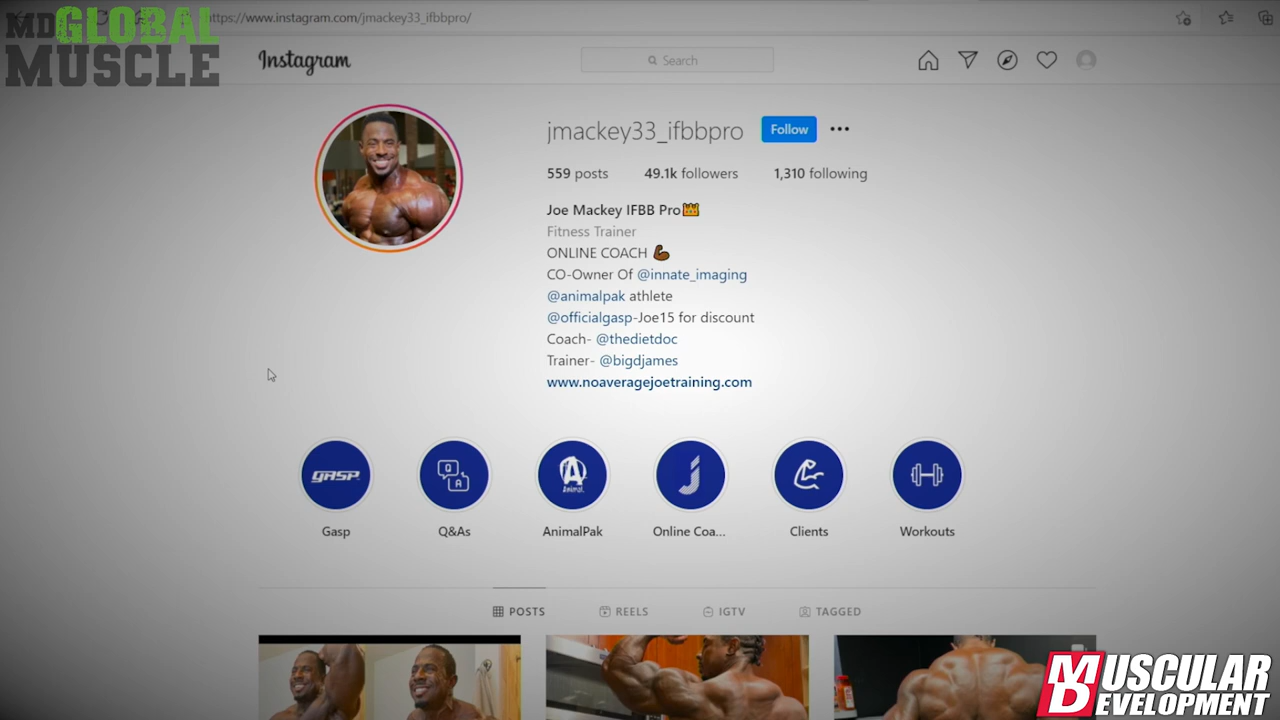 https://www.instagram.com/jmackey33_ifbbpro/
MD GLOBAL
MUSCLE
Instagram
Search
jmackey33_ifbbpro
Follow
559 posts 49.1k followers 1,310 following
Joe Mackey IFBB Pro👑
Fitness Trainer
ONLINE COACH 💪🏾
CO-Owner Of @innate_imaging
@animalpak athlete
@officialgasp-Joe15 for discount
Coach- @thedietdoc
Trainer- @bigdjames
www.noaveragejoetraining.com
GASP
Q
A
A
Animal.
j
Gasp Q&As AnimalPak Online Coa... Clients Workouts
POSTS REELS IGTV TAGGED
MUSCULAR
DEVELOPMENT